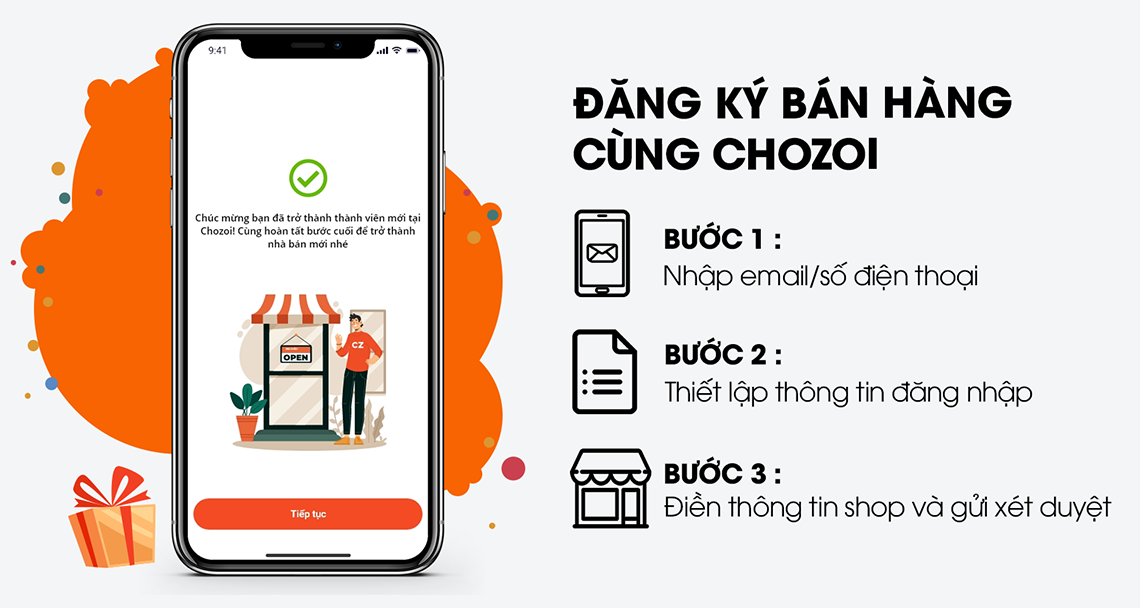 9:41
Chúc mừng bạn đã trở thành thành viên mới tại
Chozoi! Cùng hoàn tất bước cuối để trở thành
nhà bán mới nhé
CZ
OPEN
Tiếp tục
ĐĂNG KÝ BÁN HÀNG
CÙNG CHOZOI
BƯỚC 1 :
Nhập email/số điện thoại
BƯỚC 2 :
Thiết lập thông tin đăng nhập
BƯỚC 3 :
Điền thông tin shop và gửi xét duyệt